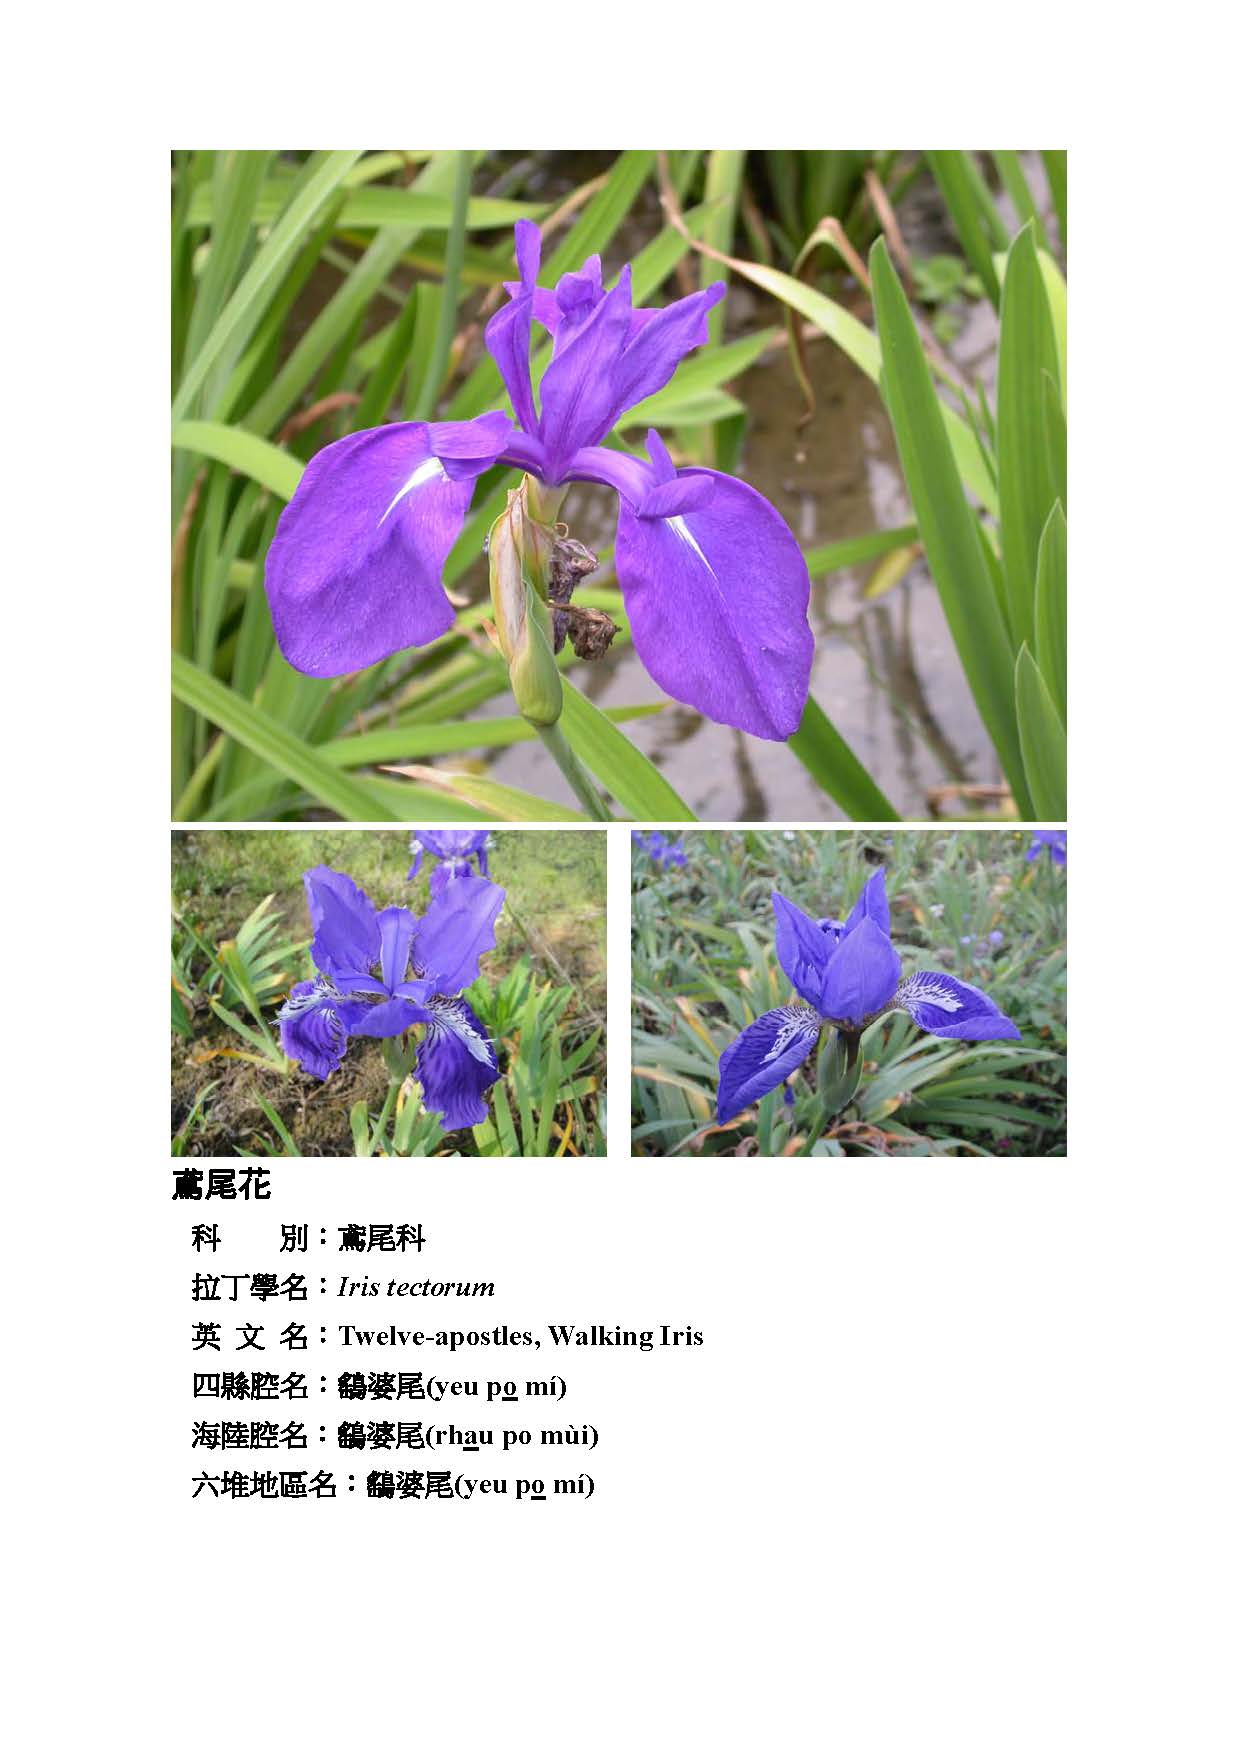 鳶尾花
科　　別：鳶尾科
拉丁學名：Iris tectorum
英 文 名：Twelve-apostles, Walking Iris
四縣腔名：鷂婆尾(yeu po mí)
海陸腔名：鷂婆尾(rhau po mùi)
六堆地區名：鷂婆尾(yeu po mí)